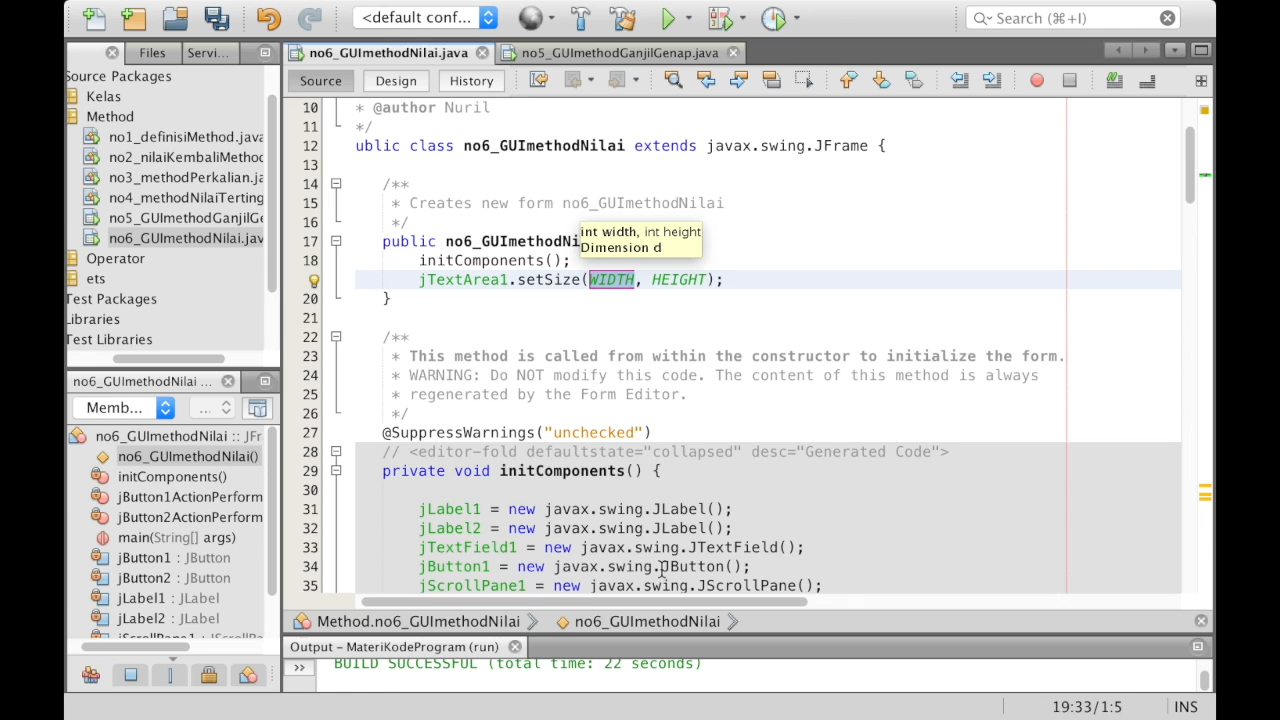 <default conf...
Search (⌘+I)
Files
Servi...
no6_GUImethodNilai.java
no5_GUImethodGanjilGenap.java
Source
Design
History
Source Packages
Kelas
Method
no1_definisiMethod.java
no2_nilaiKembaliMetho
no3_methodPerkalian.ja
no4_methodNilaiTerting
no5_GUImethodGanjilGe
no6_GUImethodNilai.jav
Operator
ets
Test Packages
Libraries
Test Libraries
10 * @author Nuril
11 */
12 ublic class no6_GUImethodNilai extends javax.swing.JFrame {
13
14 /**
15 * Creates new form no6_GUImethodNilai
16 */
17 public no6_GUImethodNi
int width, int height
Dimension d
initComponents();
jTextArea1.setSize(WIDTH, HEIGHT);
20 }
21
22 /**
23 * This method is called from within the constructor to initialize the form.
24 * WARNING: Do NOT modify this code. The content of this method is always
25 * regenerated by the Form Editor.
26 */
27 @SuppressWarnings("unchecked")
28 // <editor-fold defaultstate="collapsed" desc="Generated Code">
29 private void initComponents() {
30
31 jLabel1 = new javax.swing.JLabel();
32 jLabel2 = new javax.swing.JLabel();
33 jTextField1 = new javax.swing.JTextField();
34 jButton1 = new javax.swing.JButton();
35 jScrollPane1 = new javax.swing.JScrollPane();
no6_GUImethodNilai ...
Memb...
...
no6_GUImethodNilai :: JFr
no6_GUImethodNilai()
initComponents()
jButton1ActionPerform
jButton2ActionPerform
main(String[] args)
jButton1 : JButton
jButton2 : JButton
jLabel1 : JLabel
jLabel2 : JLabel
jScrollPane1 : JScrollPa
Method.no6_GUImethodNilai
no6_GUImethodNilai
Output – MateriKodeProgram (run)
BUILD SUCCESSFUL (total time: 22 seconds)
19:33/1:5
INS